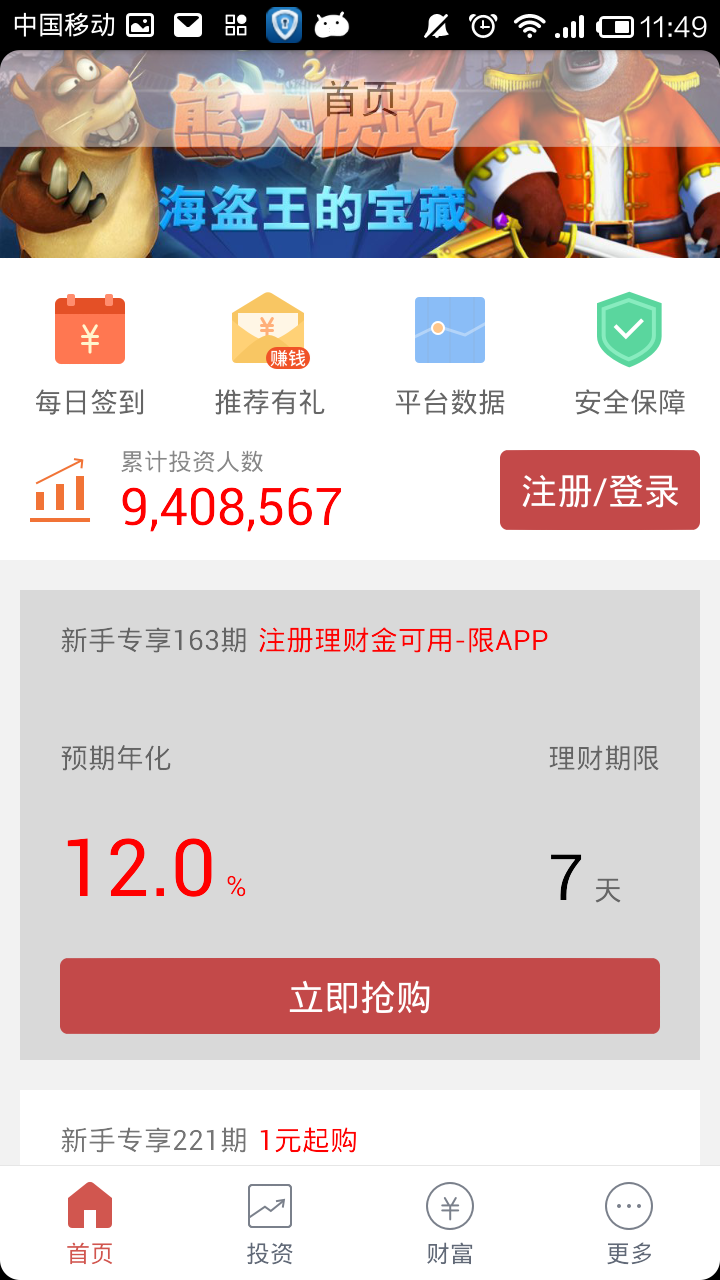 中国移动 11:49
首页
熊大快跑2
海盗王的宝藏
¥ ¥ 赚钱
每日签到 推荐有礼 平台数据 安全保障
累计投资人数
9,408,567
注册/登录
新手专享163期 注册理财金可用-限APP
预期年化 理财期限
12.0 % 7 天
立即抢购
新手专享221期 1元起购
¥
首页 投资 财富 更多